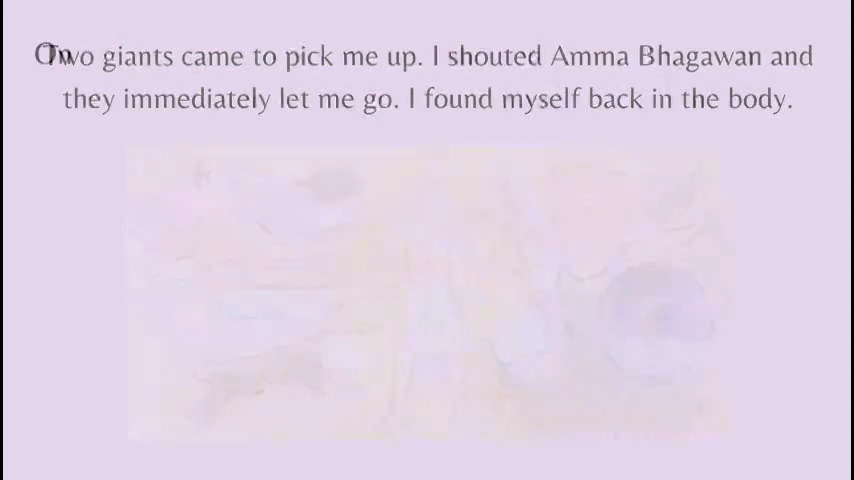 Two giants came to pick me up. I shouted Amma Bhagawan and
they immediately let me go. I found myself back in the body.